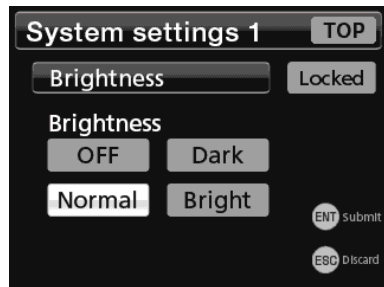 System settings 1 TOP
Brightness Locked
Brightness
OFF Dark
Normal Bright
ENT Submit
ESC Discard